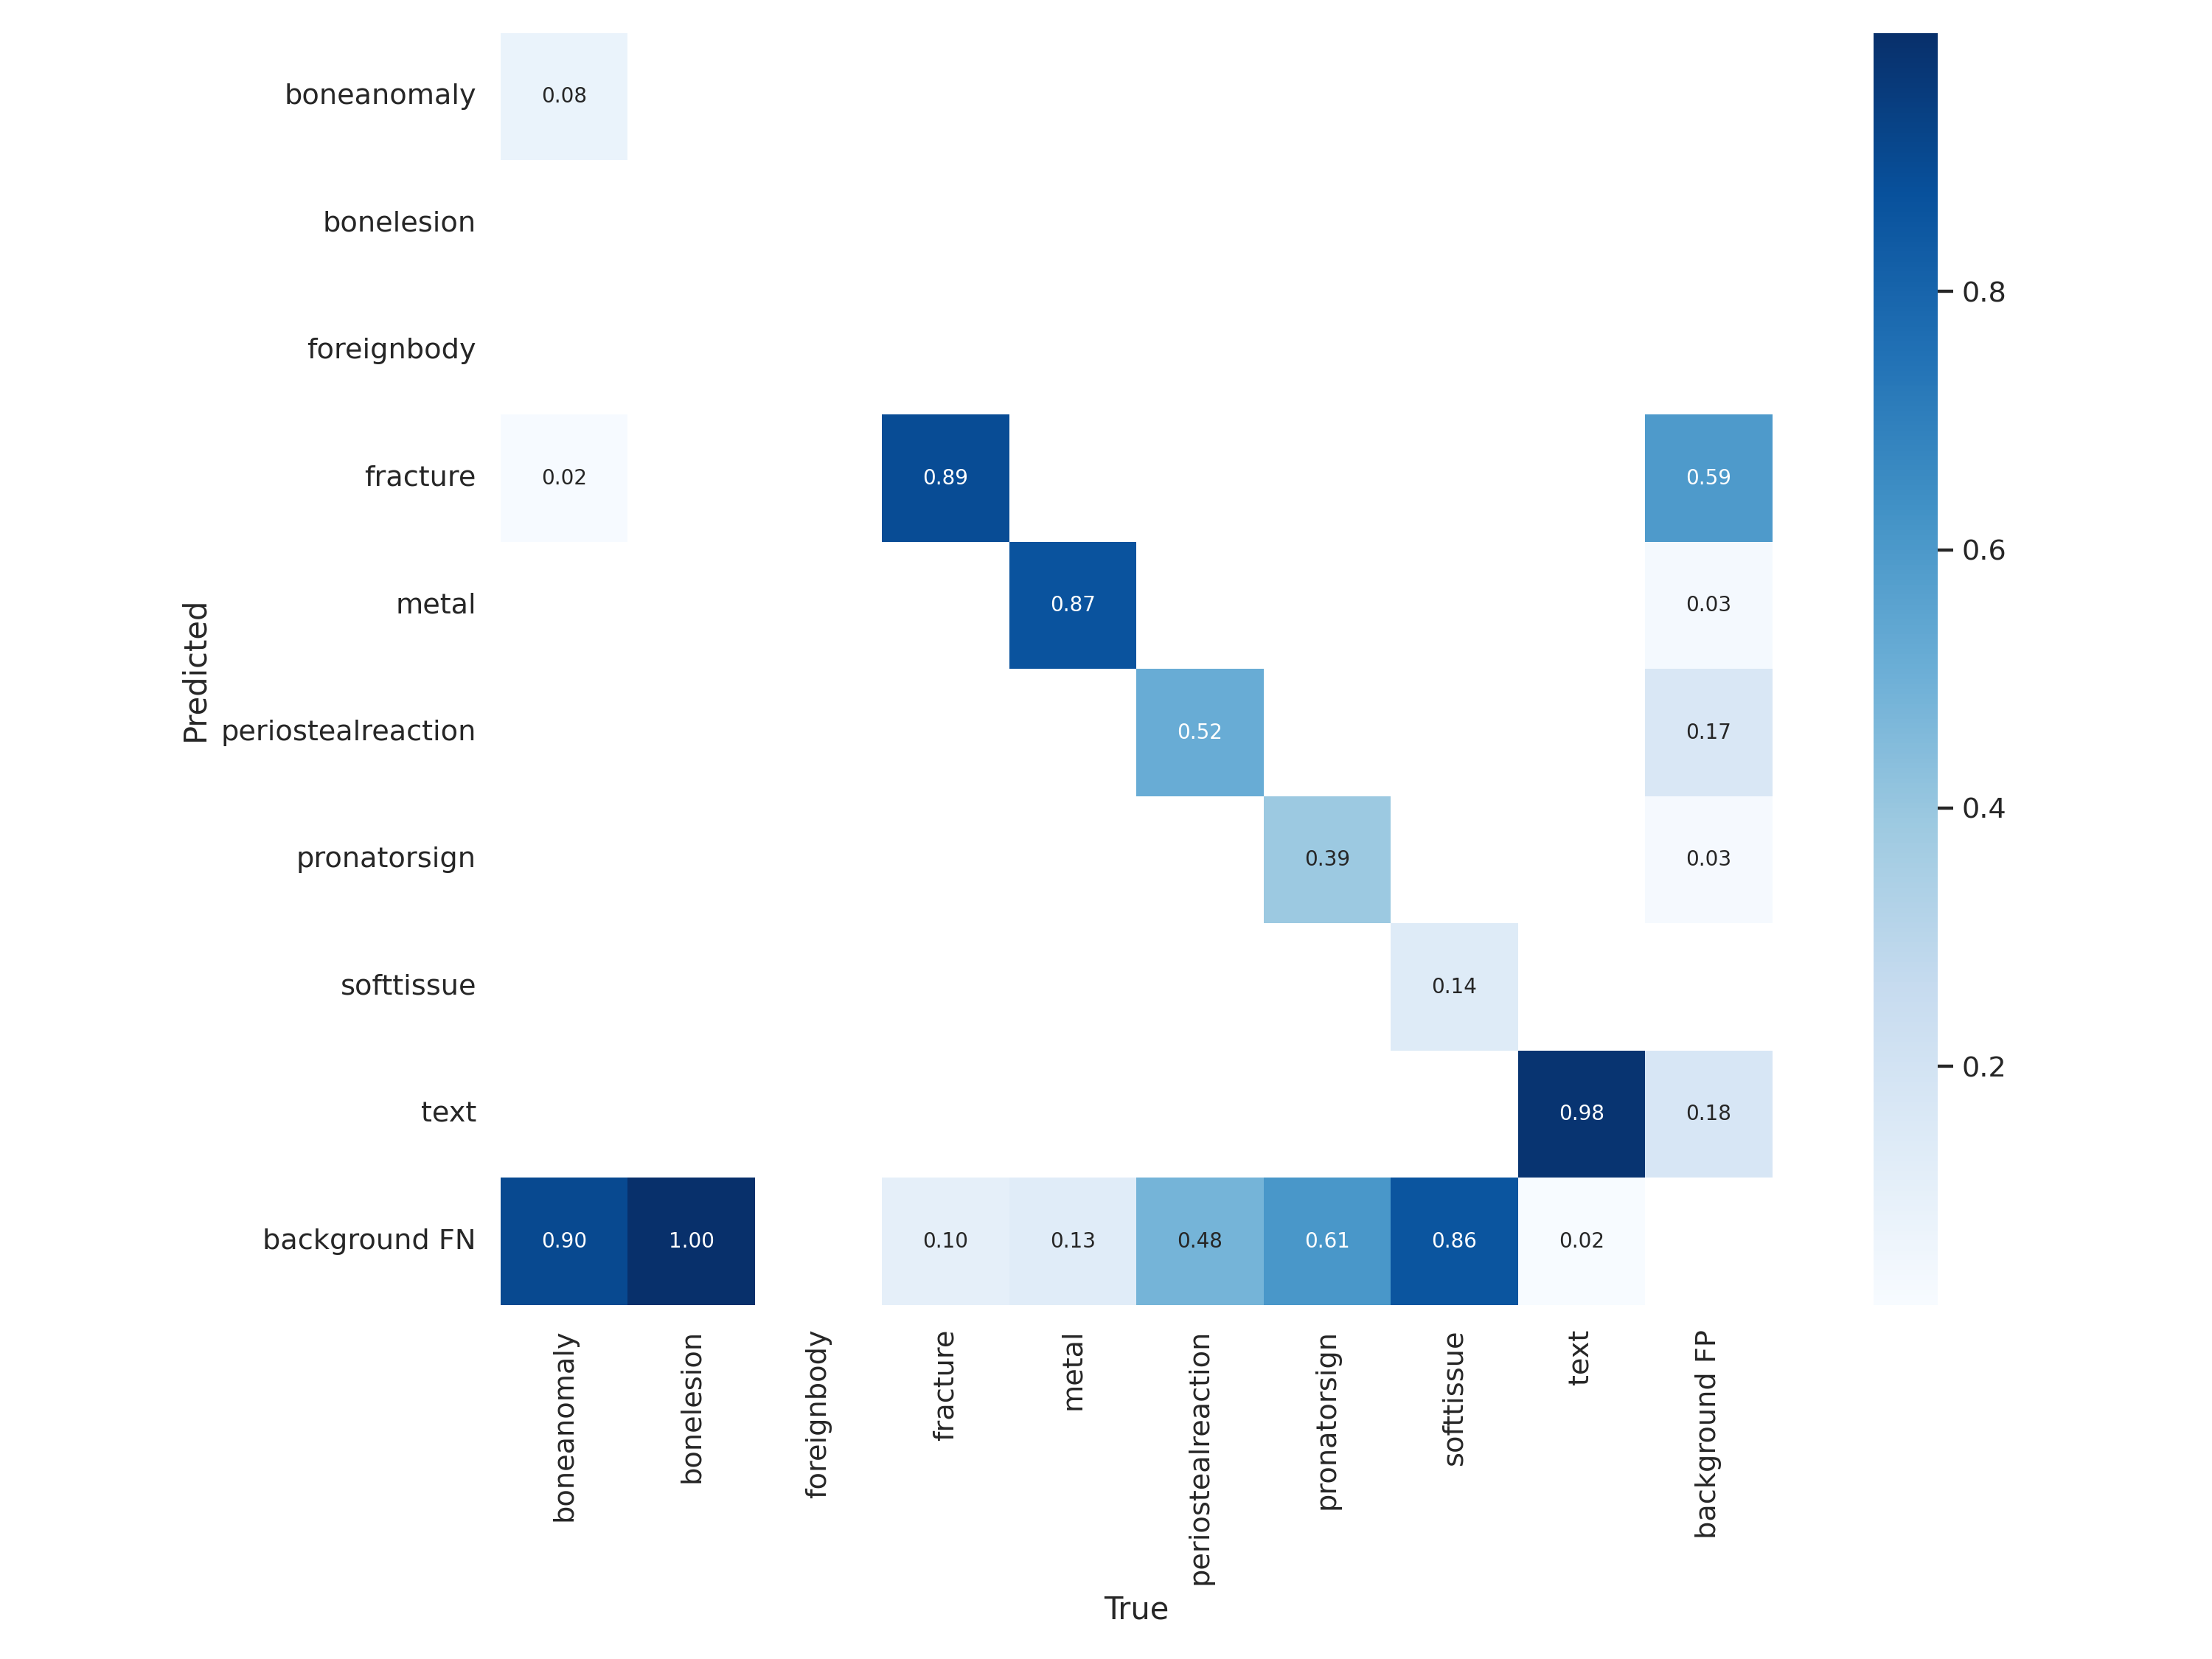 boneanomaly 0.08
bonelesion
foreignbody
fracture 0.02 0.89 0.59
metal 0.87 0.03
periostealreaction 0.52 0.17
pronatorsign 0.39 0.03
softtissue 0.14
text 0.98 0.18
background FN 0.90 1.00 0.10 0.13 0.48 0.61 0.86 0.02
Predicted
boneanomaly
bonelesion
foreignbody
fracture
metal
periostealreaction
pronatorsign
softtissue
text
background FP
True
0.8
0.6
0.4
0.2